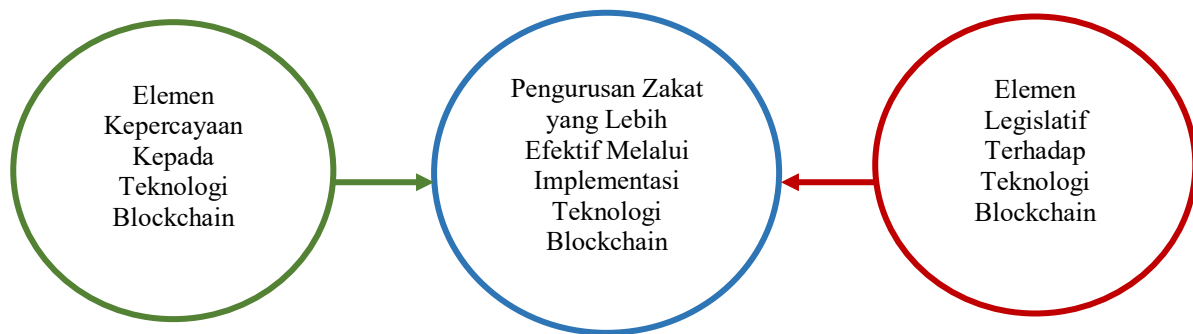 Elemen
Kepercayaan
Kepada
Teknologi
Blockchain
Pengurusan Zakat
yang Lebih
Efektif Melalui
Implementasi
Teknologi
Blockchain
Elemen
Legislatif
Terhadap
Teknologi
Blockchain